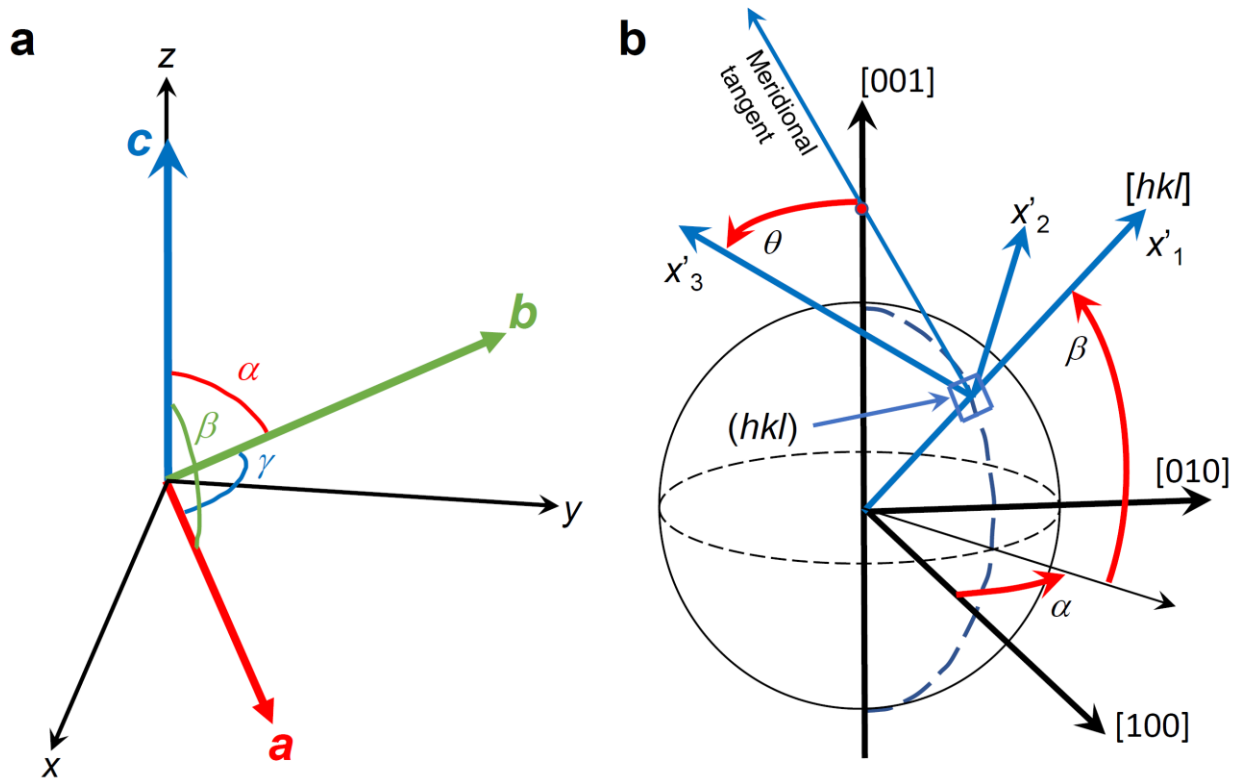 a
z
c
b
α
β
γ
y
a
x
b
[001]
Meridional
tangent
[hkl]
x'2
x'1
θ
x'3
β
(hkl)
[010]
α
[100]